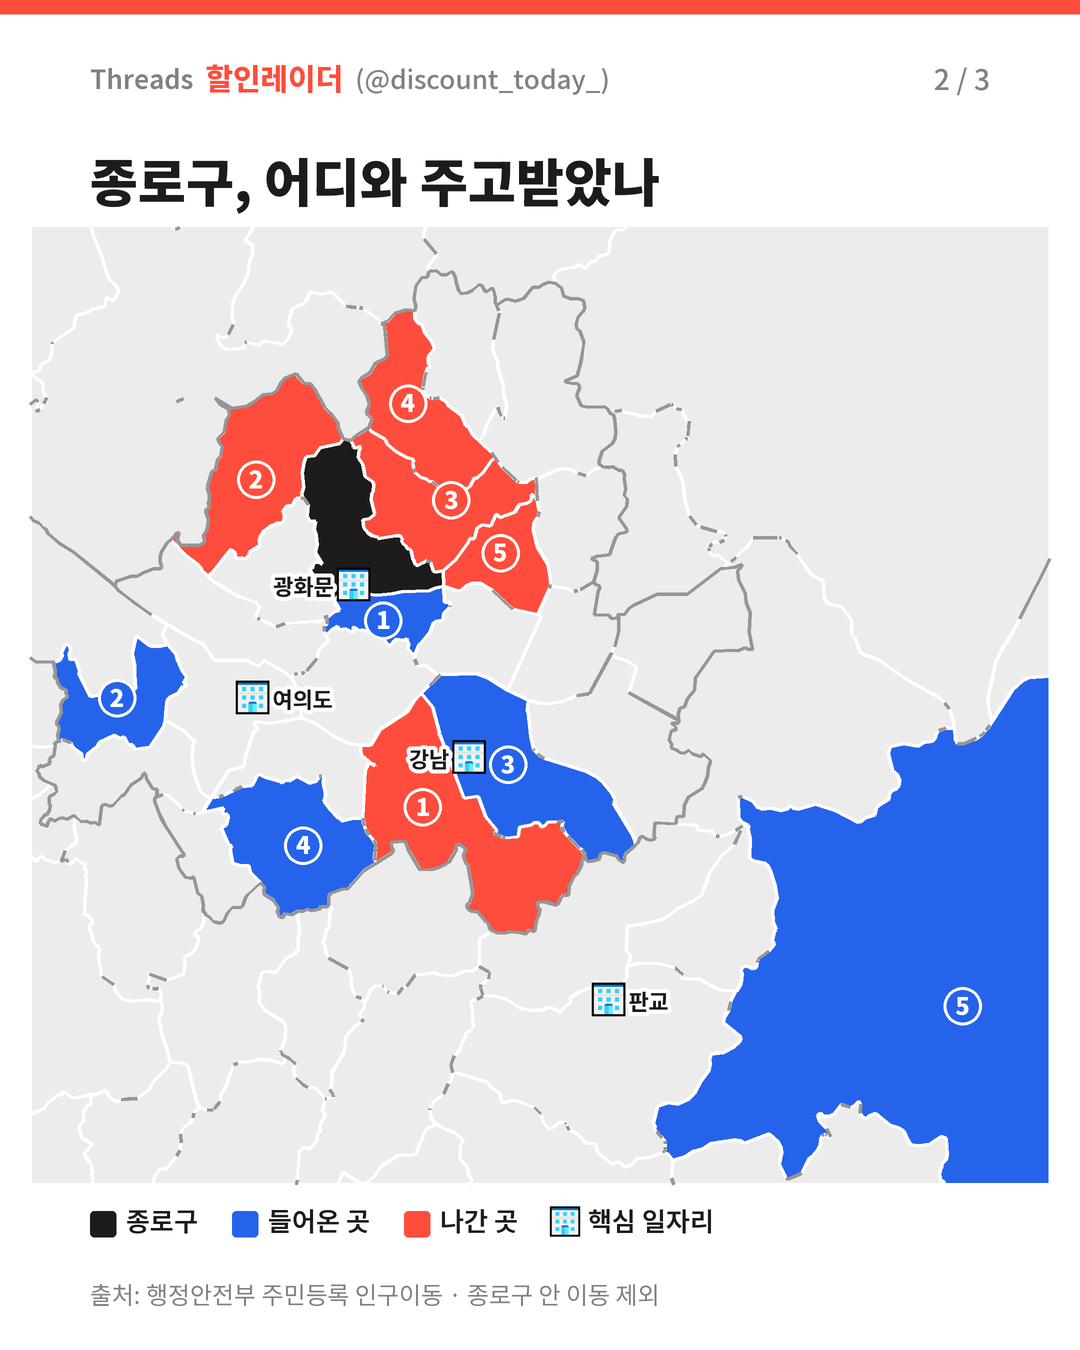 Threads 할인레이더 (@discount_today_) 2 / 3
종로구, 어디와 주고받았나
4
2
3
5
광화문
1
2
여의도
강남
3
1
4
판교
5
종로구 들어온 곳 나간 곳 핵심 일자리
출처: 행정안전부 주민등록 인구이동 · 종로구 안 이동 제외